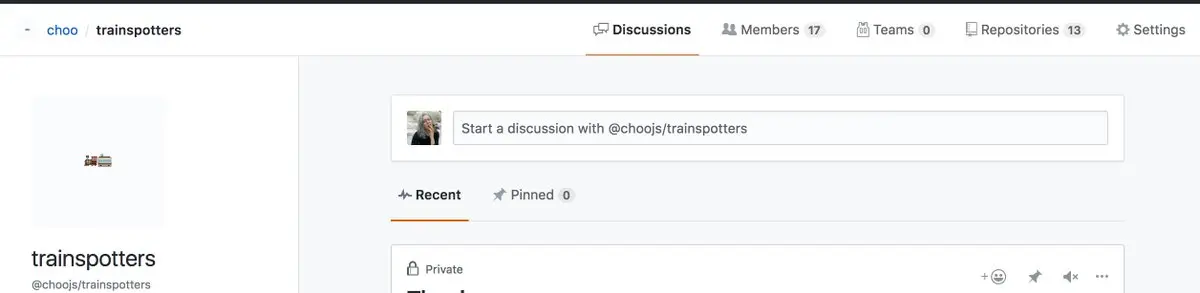 choo / trainspotters
Discussions Members 17 Teams 0 Repositories 13 Settings
Start a discussion with @choojs/trainspotters
Recent Pinned 0
trainspotters
@choojs/trainspotters
Private